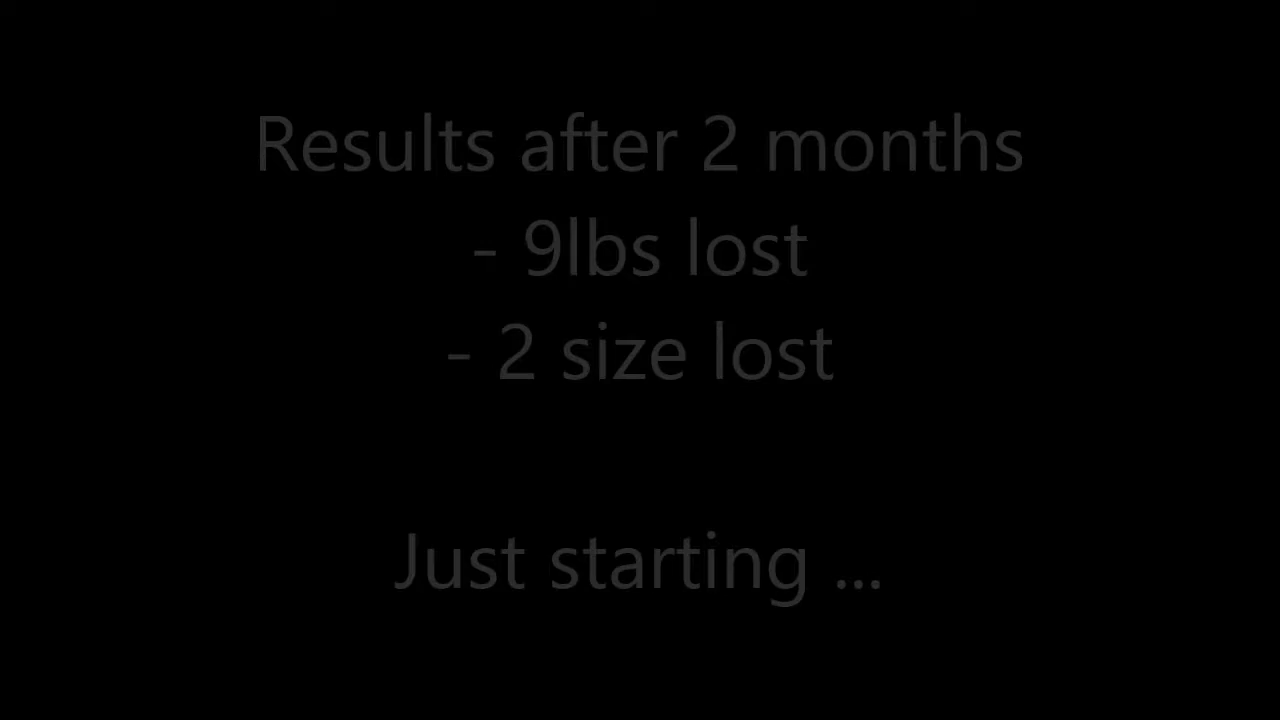 Results after 2 months
- 9lbs lost
- 2 size lost
Just starting ...